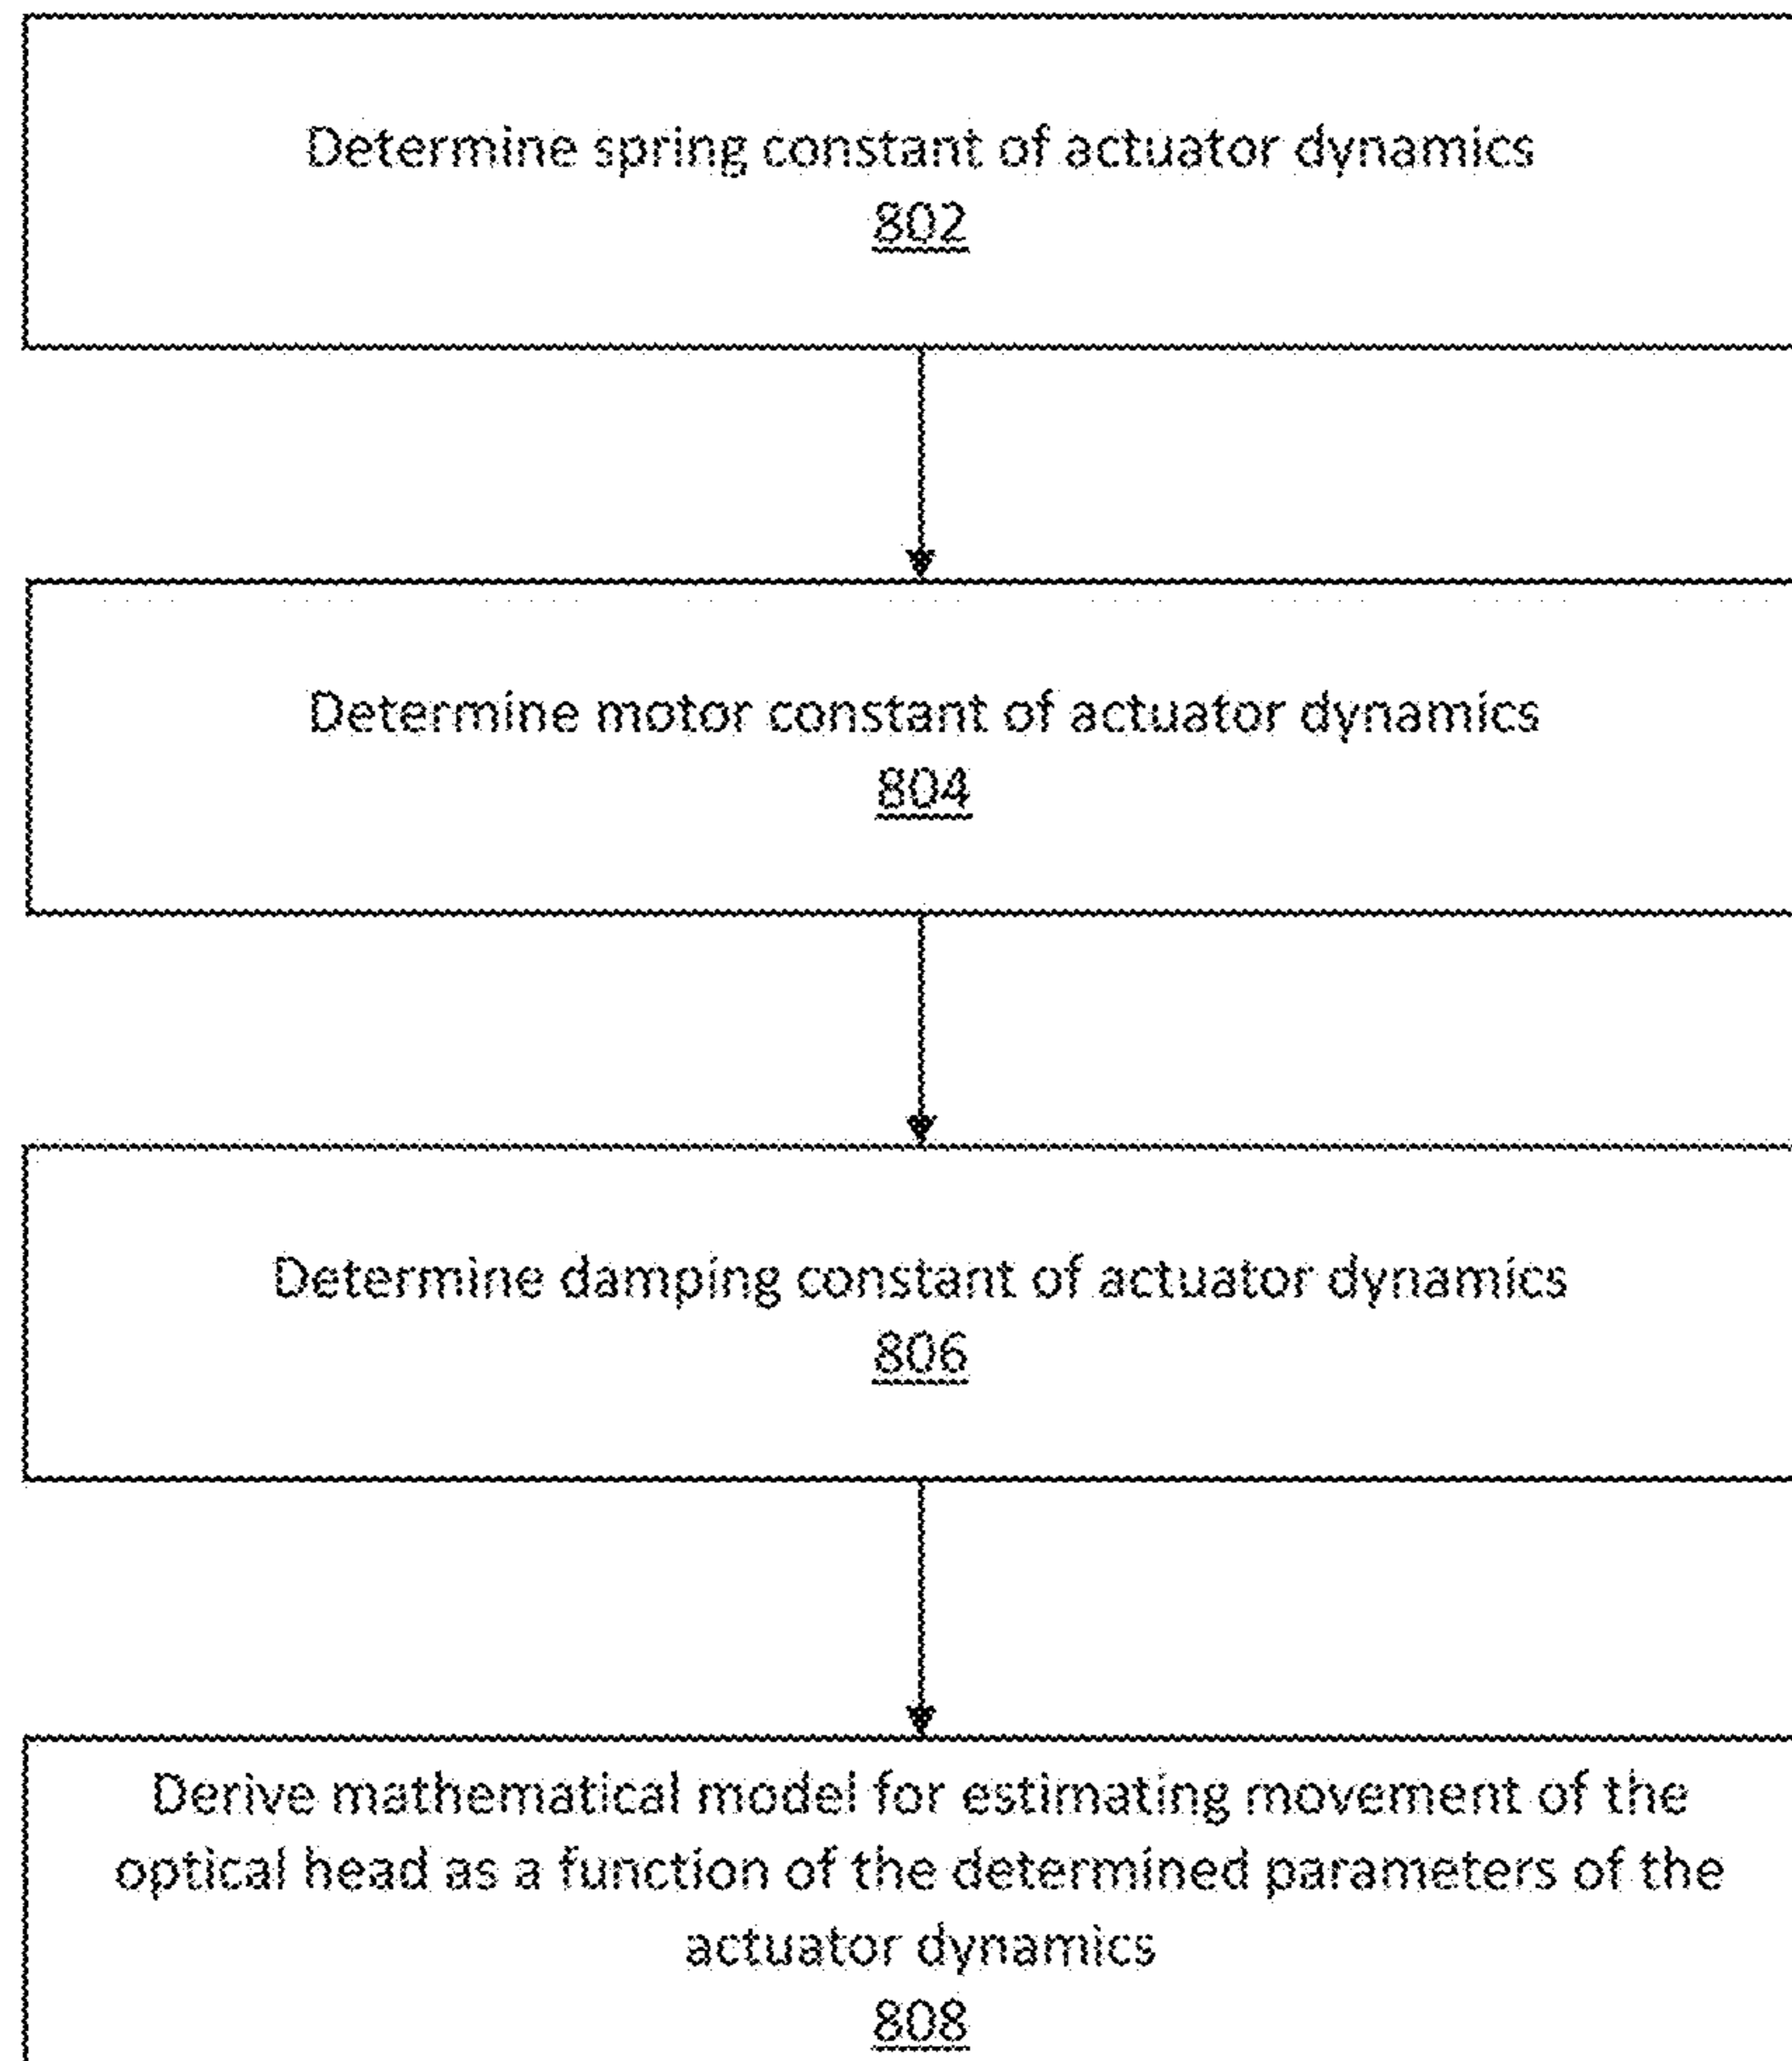 Determine spring constant of actuator dynamics
802
Determine motor constant of actuator dynamics
804
Determine damping constant of actuator dynamics
806
Derive mathematical model for estimating movement of the
optical head as a function of the determined parameters of the
actuator dynamics
808